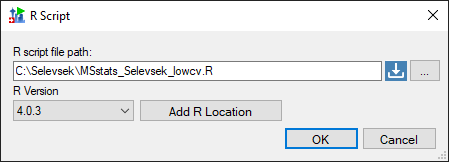 R Script
R script file path:
C:\Selevsek\MSstats_Selevsek_lowcv.R
...
R Version
4.0.3
Add R Location
OK
Cancel